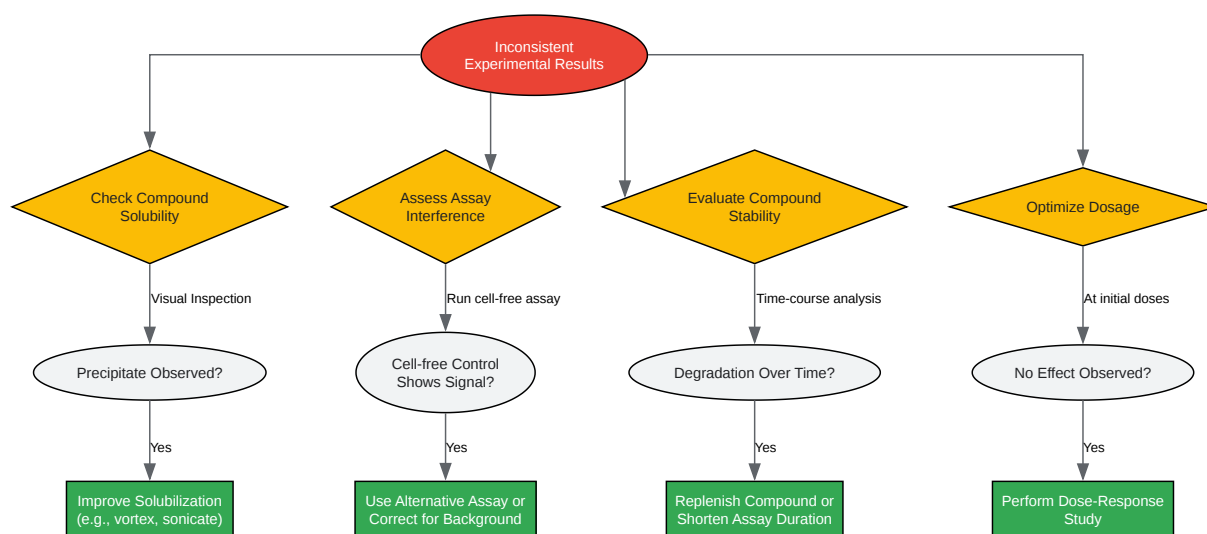 Inconsistent
Experimental Results
Check Compound
Solubility
Assess Assay
Interference
Evaluate Compound
Stability
Optimize Dosage
Visual Inspection
Run cell-free assay
Time-course analysis
At initial doses
Precipitate Observed?
Cell-free Control
Shows Signal?
Degradation Over Time?
No Effect Observed?
Yes
Yes
Yes
Yes
Improve Solubilization
(e.g., vortex, sonicate)
Use Alternative Assay or
Correct for Background
Replenish Compound or
Shorten Assay Duration
Perform Dose-Response
Study